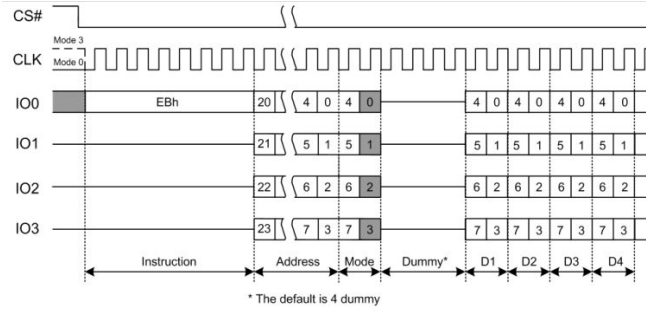 CS#
Mode 3
CLK Mode 0
IO0 EBh 20 4 0 4 0 4 0 4 0 4 0 4 0
IO1 21 5 1 5 1 5 1 5 1 5 1 5 1
IO2 22 6 2 6 2 6 2 6 2 6 2 6 2
IO3 23 7 3 7 3 7 3 7 3 7 3 7 3
Instruction Address Mode Dummy* D1 D2 D3 D4
* The default is 4 dummy